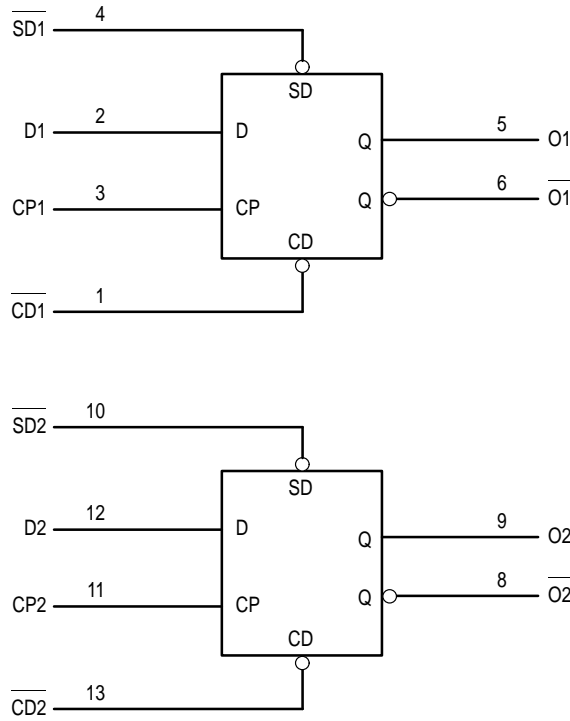 SD1 4
SD
D1 2 D
Q 5 O1
CP1 3 CP
Q 6 O1
CD
CD1 1
SD2 10
SD
D2 12 D
Q 9 O2
CP2 11 CP
Q 8 O2
CD
CD2 13